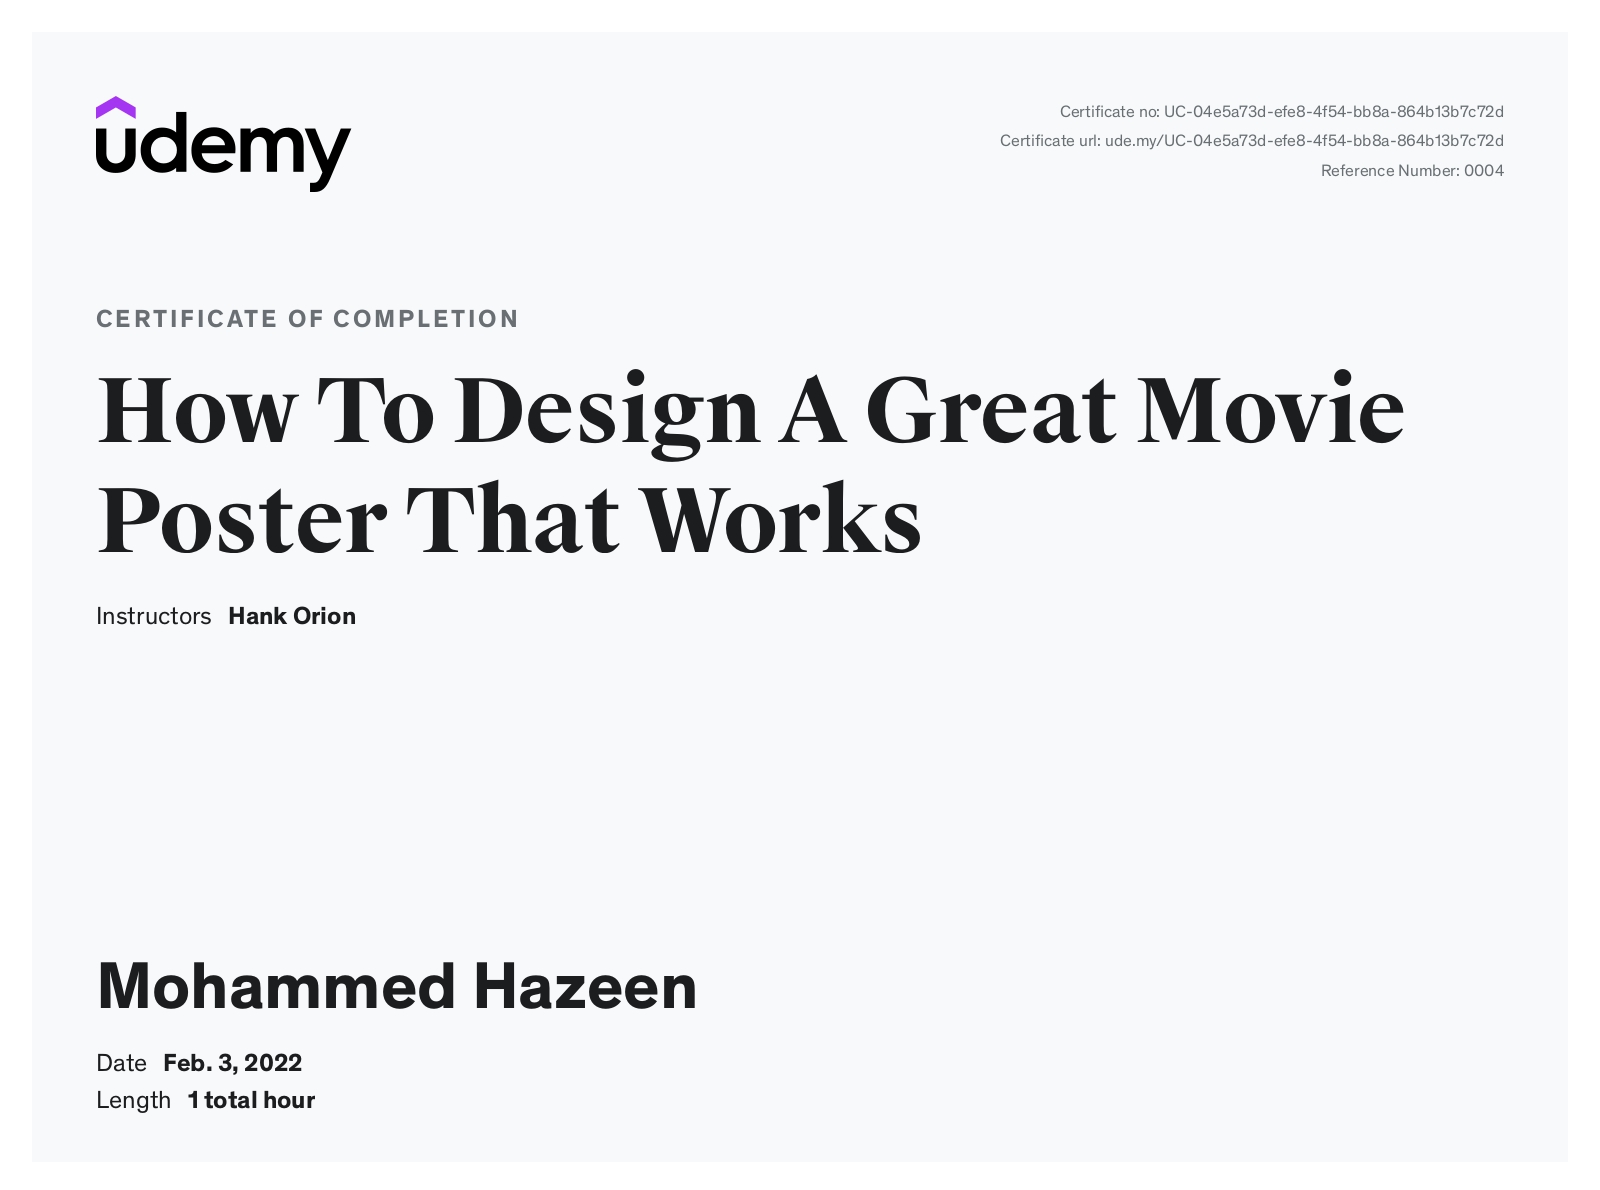 udemy
Certificate no: UC-04e5a73d-efe8-4f54-bb8a-864b13b7c72d
Certificate url: ude.my/UC-04e5a73d-efe8-4f54-bb8a-864b13b7c72d
Reference Number: 0004
CERTIFICATE OF COMPLETION
How To Design A Great Movie
Poster That Works
Instructors Hank Orion
Mohammed Hazeen
Date Feb. 3, 2022
Length 1 total hour